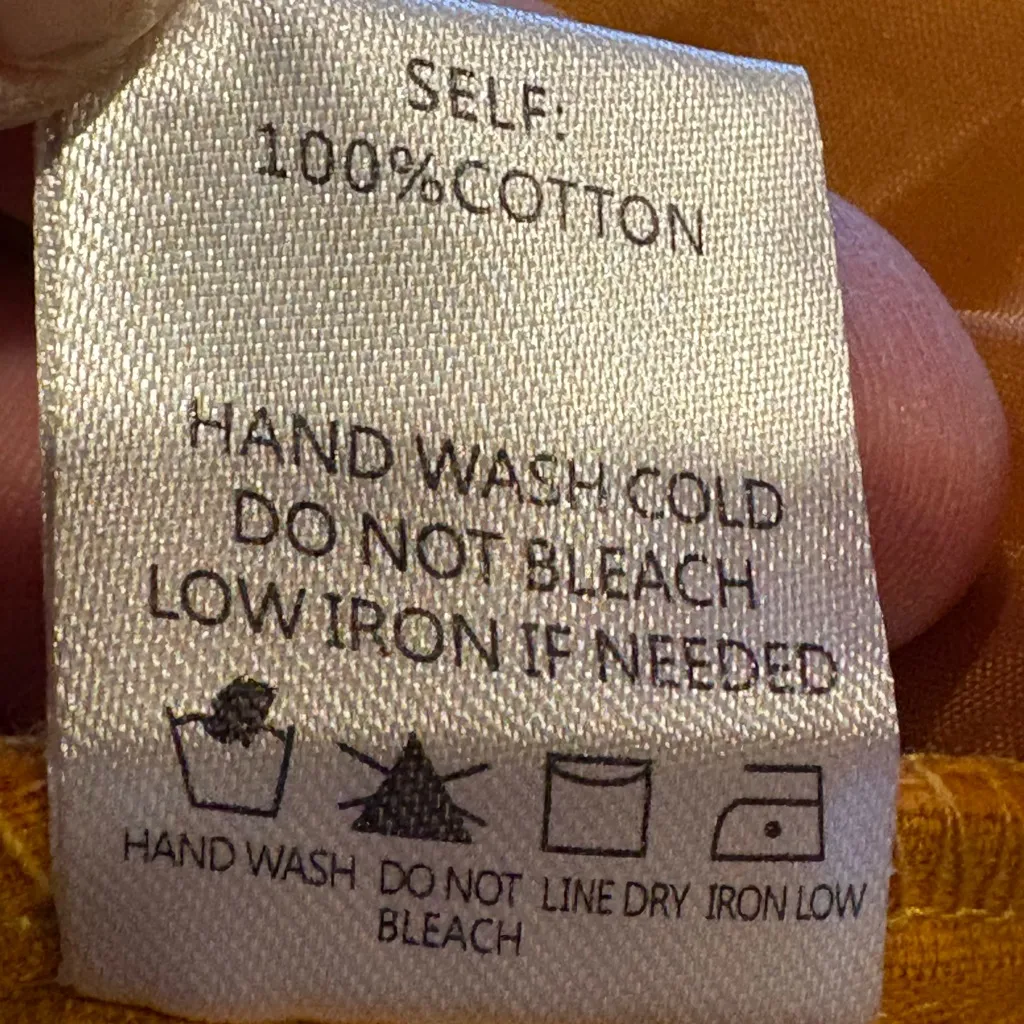 SELF:
100%COTTON
HAND WASH COLD
DO NOT BLEACH
LOW IRON IF NEEDED
HAND WASH
DO NOT
BLEACH
LINE DRY
IRON LOW